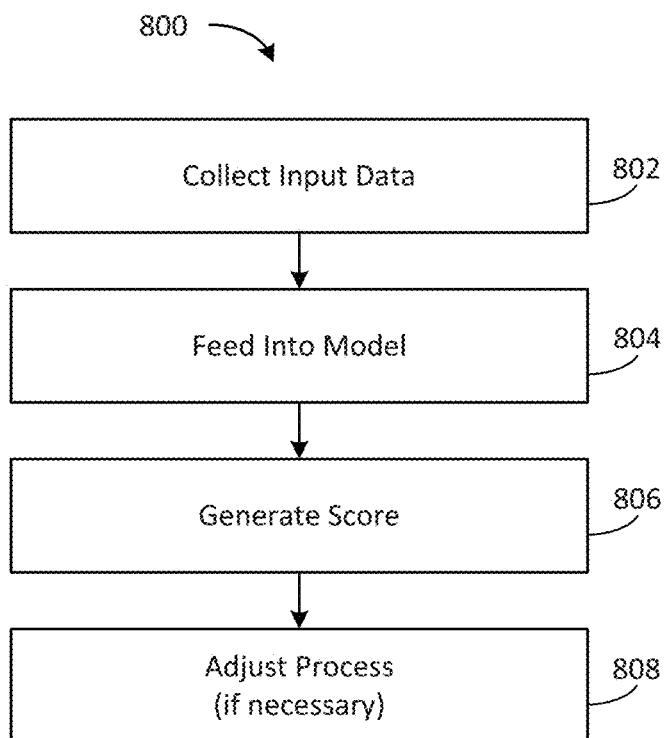 800
Collect Input Data
802
Feed Into Model
804
Generate Score
806
Adjust Process
(if necessary)
808